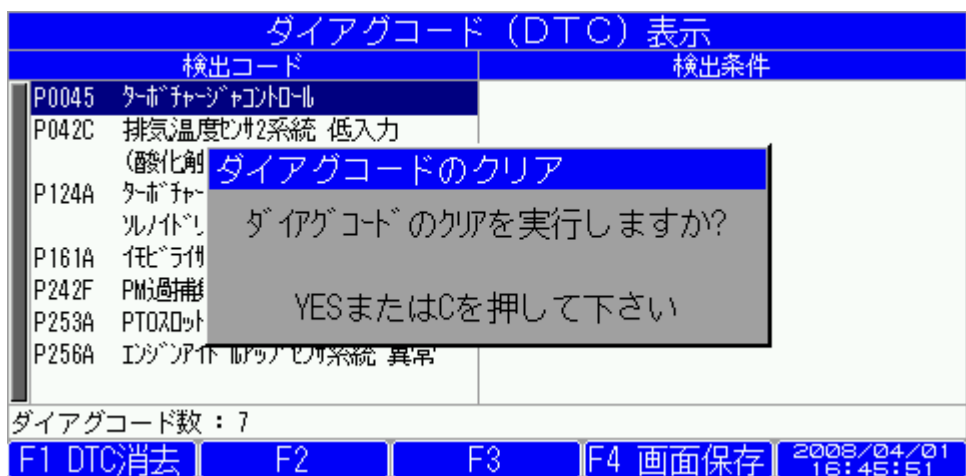 ダイアグコード（DTC）表示
検出コード
検出条件
P0045 ﾀｰﾎﾞﾁｬｰｼﾞｬｺﾝﾄﾛｰﾙ
P042C 排気温度ｾﾝｻ2系統 低入力
(酸化触
P124A ﾀｰﾎﾞﾁｬｰ
ｿﾚﾉｲﾄﾞﾘ
P161A ｲﾓﾋﾞﾗｲｻ
P242F PM過捕
P253A PTOｽﾛｯﾄ
P256A ｴﾝｼﾞﾝｱｲﾄﾞﾙｱｯﾌﾟｾﾝｻ系統 異常
ダイアグコードのクリア
ﾀﾞｲｱｸﾞｺｰﾄﾞのｸﾘｱを実行しますか?
YESまたはCを押して下さい
ダイアグコード数：7
F1 DTC消去
F2
F3
F4 画面保存
2008/04/01
16:45:51